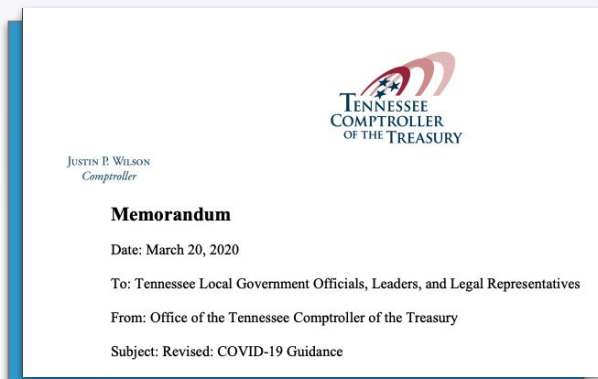 TENNESSEE
COMPTROLLER
OF THE TREASURY
JUSTIN P. WILSON
Comptroller
Memorandum
Date: March 20, 2020
To: Tennessee Local Government Officials, Leaders, and Legal Representatives
From: Office of the Tennessee Comptroller of the Treasury
Subject: Revised: COVID-19 Guidance